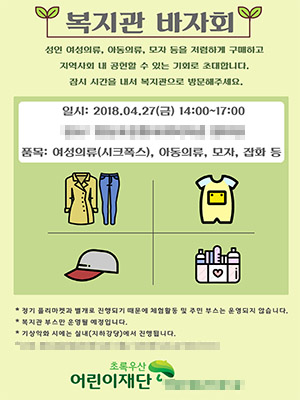 복지관 바자회
성인 여성의류, 아동의류, 모자 등을 저렴하게 구매하고
지역사회 내 공헌할 수 있는 기회로 초대합니다.
잠시 시간을 내서 복지관으로 방문해주세요.
일시: 2018.04.27(금) 14:00~17:00
품목: 여성의류(시크폭스), 아동의류, 모자, 잡화 등
* 정기 플리마켓과 별개로 진행되기 때문에 체험활동 및 주민 부스는 운영되지 않습니다.
* 복지관 부스만 운영될 예정입니다.
* 기상악화 시에는 실내(지하강당)에서 진행됩니다.
초록우산
어린이재단